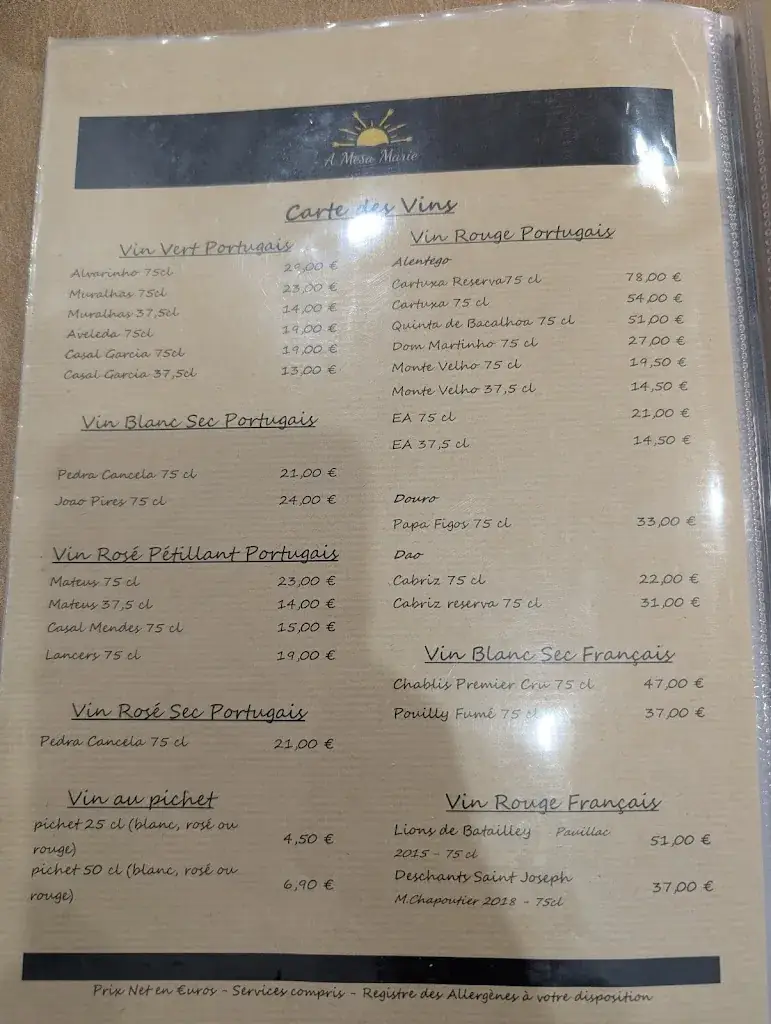 A Mesa Marie
Carte des Vins
Vin Vert Portugais
Alvarinho 75cl 29,00 €
Muralhas 75cl 23,00 €
Muralhas 37,5cl 14,00 €
Aveleda 75cl 19,00 €
Casal Garcia 75cl 19,00 €
Casal Garcia 37,5cl 13,00 €
Vin Blanc Sec Portugais
Pedra Cancela 75 cl 21,00 €
Joao Pires 75 cl 24,00 €
Vin Rosé Pétillant Portugais
Mateus 75 cl 23,00 €
Mateus 37,5 cl 14,00 €
Casal Mendes 75 cl 15,00 €
Lancers 75 cl 19,00 €
Vin Rosé Sec Portugais
Pedra Cancela 75 cl 21,00 €
Vin au pichet
pichet 25 cl (blanc, rosé ou
rouge) 4,50 €
pichet 50 cl (blanc, rosé ou
rouge) 6,90 €
Vin Rouge Portugais
Alentego
Cartuxa Reserva75 cl 78,00 €
Cartuxa 75 cl 54,00 €
Quinta de Bacalhoa 75 cl 51,00 €
Dom Martinho 75 cl 27,00 €
Monte Velho 75 cl 19,50 €
Monte Velho 37,5 cl 14,50 €
EA 75 cl 21,00 €
EA 37,5 cl 14,50 €
Douro
Papa Figos 75 cl 33,00 €
Dao
Cabriz 75 cl 22,00 €
Cabriz reserva 75 cl 31,00 €
Vin Blanc Sec Français
Chablis Premier Cru 75 cl 47,00 €
Pouilly Fumé 75 cl 37,00 €
Vin Rouge Français
Lions de Batailley Pauillac
2015 - 75 cl 51,00 €
Deschants Saint Joseph
M.Chapoutier 2018 - 75cl 37,00 €
Prix Net en €uros - Services compris - Registre des Allergènes à votre disposition